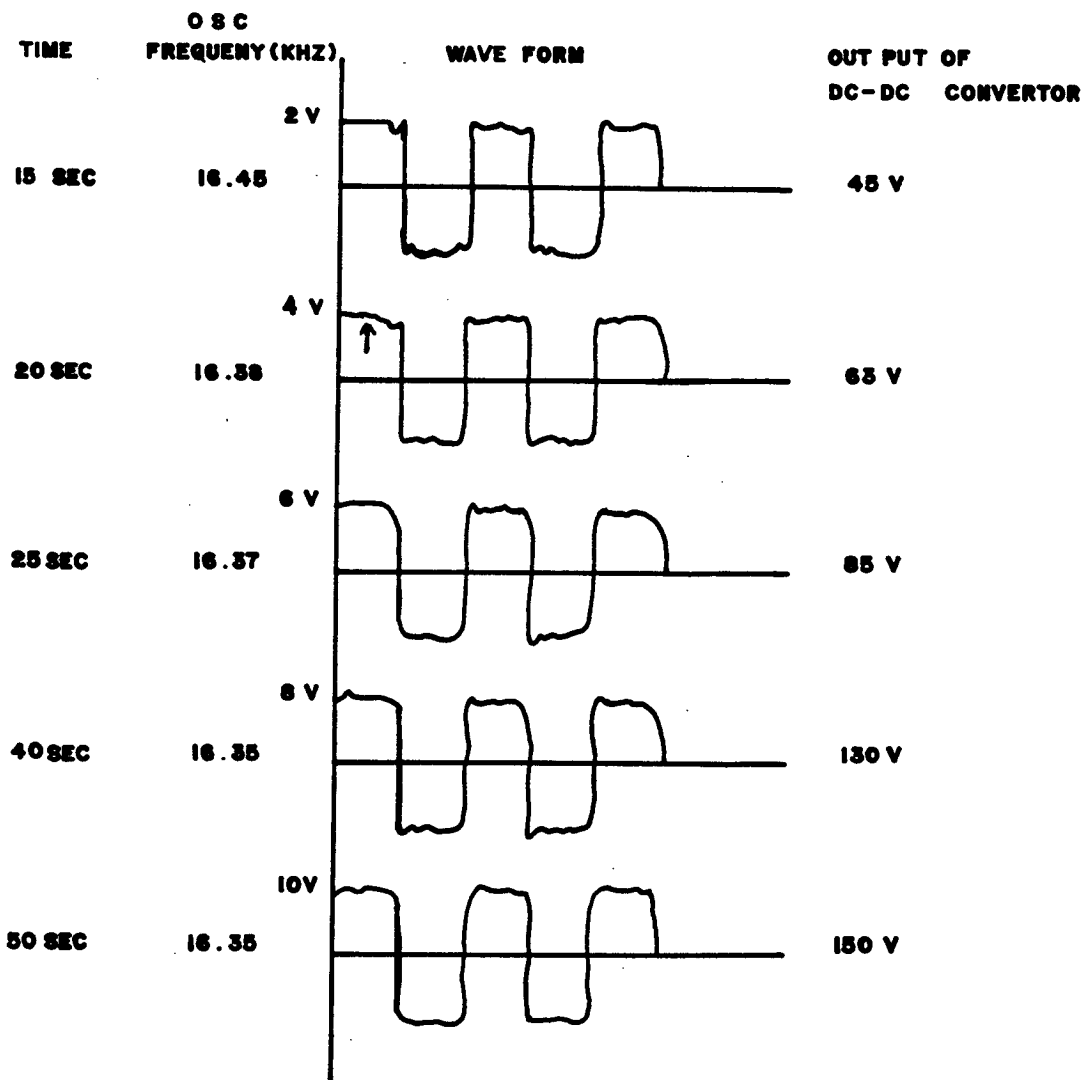 TIME
OSC
FREQUENY(KHZ)
WAVE FORM
OUT PUT OF
DC-DC CONVERTOR
2 V
15 SEC 16.45 45 V
4 V
20 SEC 16.38 63 V
6 V
25 SEC 16.37 85 V
8 V
40 SEC 16.35 130 V
10V
50 SEC 16.35 150 V